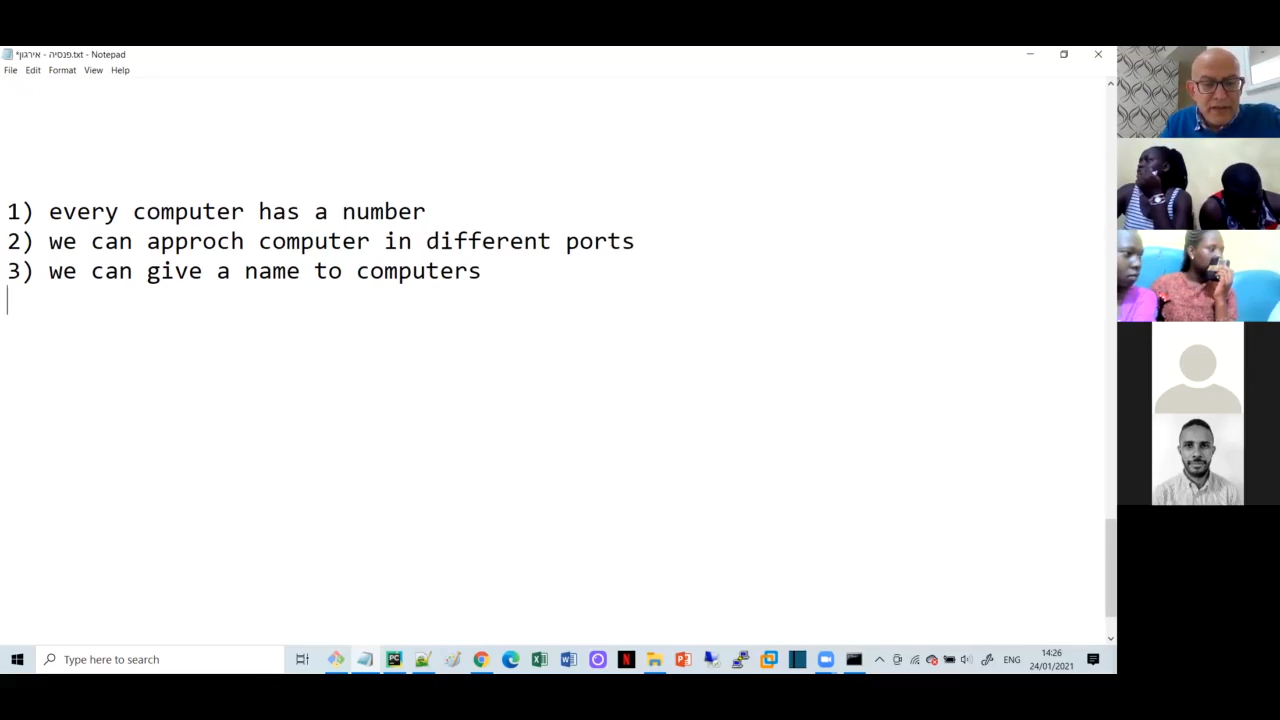 *פנסיה - אירגון.txt - Notepad
File Edit Format View Help
1) every computer has a number
2) we can approch computer in different ports
3) we can give a name to computers
Type here to search
ENG
14:26
24/01/2021